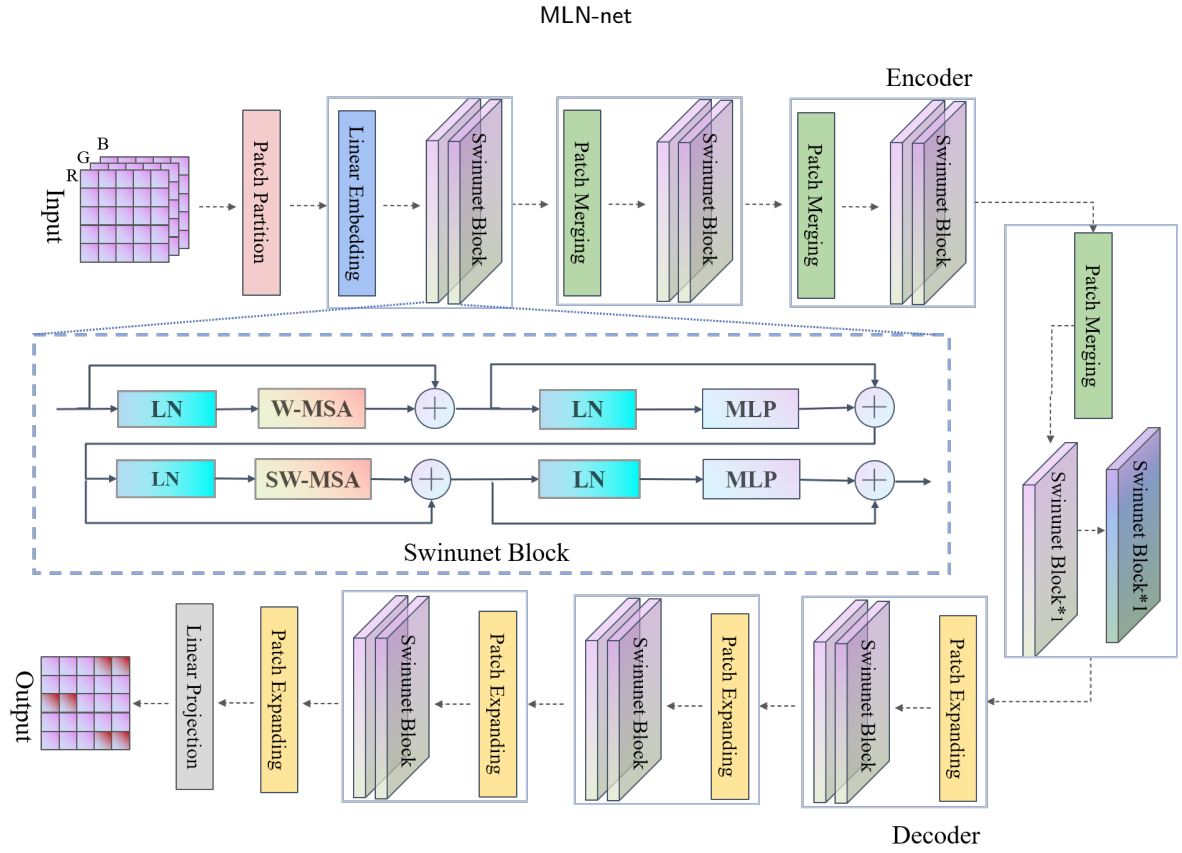 MLN-net
Encoder
R
G
B
Input
Patch Partition
Linear Embedding
Swinunet Block
Patch Merging
Swinunet Block
Patch Merging
Swinunet Block
Patch Merging
Swinunet Block*1
Swinunet Block*1
LN
W-MSA
LN
MLP
LN
SW-MSA
LN
MLP
Swinunet Block
Output
Linear Projection
Patch Expanding
Swinunet Block
Patch Expanding
Swinunet Block
Patch Expanding
Swinunet Block
Patch Expanding
Decoder